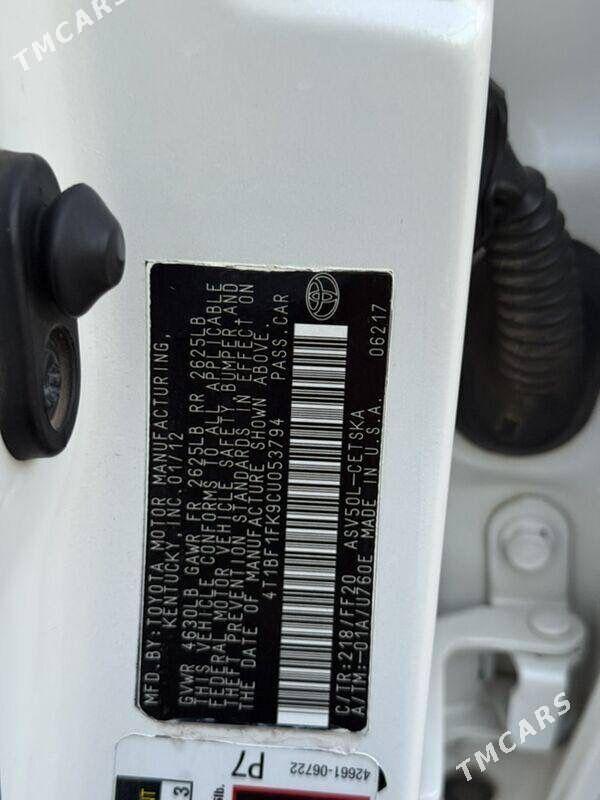 TMCARS
MFD.BY:TOYOTA MOTOR MANUFACTURING,
KENTUCKY, INC. 01/12
GVWR 4630LB GAWR FR 2625LB RR 2625LB
THIS VEHICLE CONFORMS TO ALL APPLICABLE
FEDERAL MOTOR VEHICLE SAFETY BUMPER AND
THEFT PREVENTION STANDARDS IN EFFECT ON
THE DATE OF MANUFACTURE SHOWN ABOVE.
4T1BF1FK9CU053794 PASS.CAR
C/TR:218/FF20 ASV50L-CETSKA 06217
A/TM:-01A/U760E MADE IN U.S.A.
42661-06722
P7
3
TMCARS